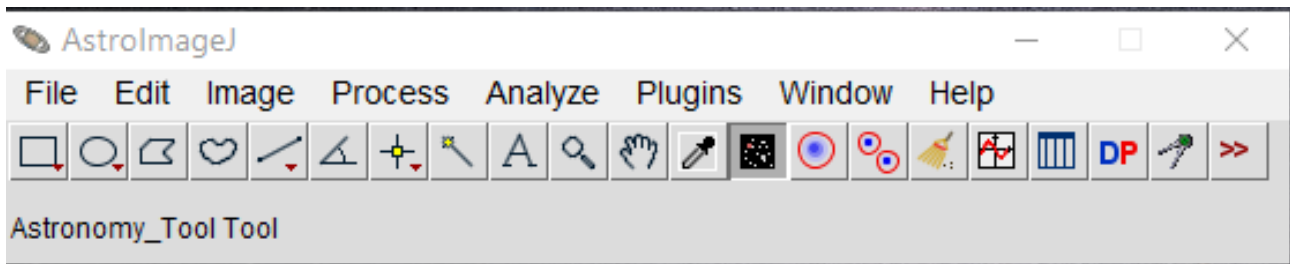 AstroImageJ
File Edit Image Process Analyze Plugins Window Help
A DP >>
Astronomy_Tool Tool